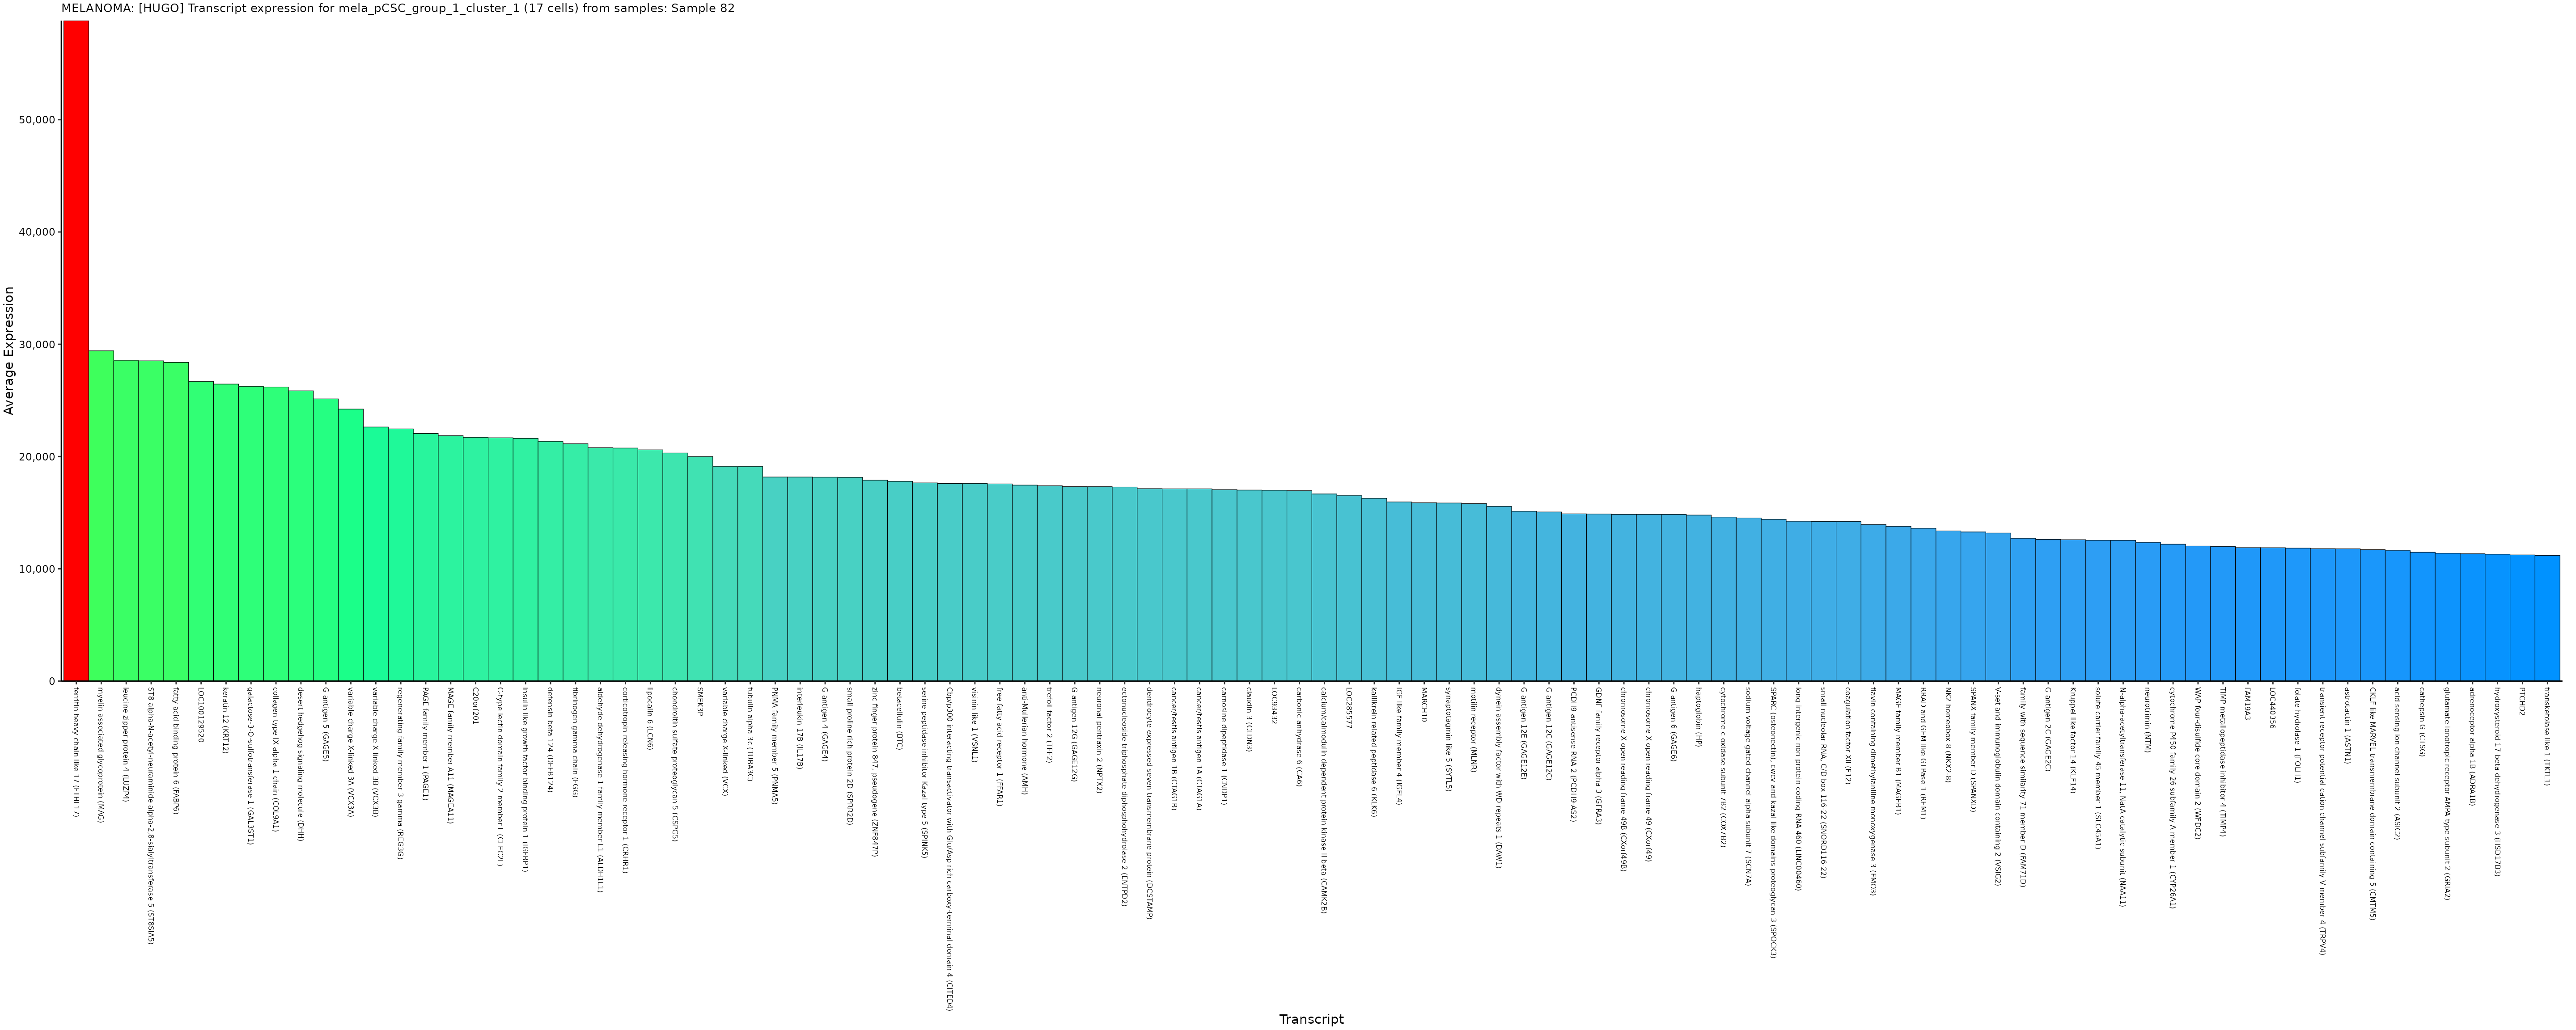 MELANOMA: [HUGO] Transcript expression for mela_pCSC_group_1_cluster_1 (17 cells) from samples: Sample 82
Average Expression
50,000
40,000
30,000
20,000
10,000
0
ferritin heavy chain like 17 (FTHL17)
myelin associated glycoprotein (MAG)
leucine zipper protein 4 (LUZP4)
ST8 alpha-N-acetyl-neuraminide alpha-2,8-sialyltransferase 5 (ST8SIA5)
fatty acid binding protein 6 (FABP6)
LOC100129520
keratin 12 (KRT12)
galactose-3-O-sulfotransferase 1 (GAL3ST1)
collagen type IX alpha 1 chain (COL9A1)
desert hedgehog signaling molecule (DHH)
G antigen 5 (GAGE5)
variable charge X-linked 3A (VCX3A)
variable charge X-linked 3B (VCX3B)
regenerating family member 3 gamma (REG3G)
PAGE family member 1 (PAGE1)
MAGE family member A11 (MAGEA11)
C20orf201
C-type lectin domain family 2 member L (CLEC2L)
insulin like growth factor binding protein 1 (IGFBP1)
defensin beta 124 (DEFB124)
fibrinogen gamma chain (FGG)
aldehyde dehydrogenase 1 family member L1 (ALDH1L1)
corticotropin releasing hormone receptor 1 (CRHR1)
lipocalin 6 (LCN6)
chondroitin sulfate proteoglycan 5 (CSPG5)
SMEK3P
variable charge X-linked (VCX)
tubulin alpha 3c (TUBA3C)
PNMA family member 5 (PNMA5)
interleukin 17B (IL17B)
G antigen 4 (GAGE4)
small proline rich protein 2D (SPRR2D)
zinc finger protein 847, pseudogene (ZNF847P)
betacellulin (BTC)
serine peptidase inhibitor Kazal type 5 (SPINK5)
Cbp/p300 interacting transactivator with Glu/Asp rich carboxy-terminal domain 4 (CITED4)
visinin like 1 (VSNL1)
free fatty acid receptor 1 (FFAR1)
anti-Mullerian hormone (AMH)
trefoil factor 2 (TFF2)
G antigen 12G (GAGE12G)
neuronal pentraxin 2 (NPTX2)
ectonucleoside triphosphate diphosphohydrolase 2 (ENTPD2)
dendrocyte expressed seven transmembrane protein (DCSTAMP)
cancer/testis antigen 1B (CTAG1B)
cancer/testis antigen 1A (CTAG1A)
carnosine dipeptidase 1 (CNDP1)
claudin 3 (CLDN3)
LOC93432
carbonic anhydrase 6 (CA6)
calcium/calmodulin dependent protein kinase II beta (CAMK2B)
LOC285577
kallikrein related peptidase 6 (KLK6)
IGF like family member 4 (IGFL4)
MARCH10
synaptotagmin like 5 (SYTL5)
motilin receptor (MLNR)
dynein assembly factor with WD repeats 1 (DAW1)
G antigen 12E (GAGE12E)
G antigen 12C (GAGE12C)
PCDH9 antisense RNA 2 (PCDH9-AS2)
GDNF family receptor alpha 3 (GFRA3)
chromosome X open reading frame 49B (CXorf49B)
chromosome X open reading frame 49 (CXorf49)
G antigen 6 (GAGE6)
haptoglobin (HP)
cytochrome c oxidase subunit 7B2 (COX7B2)
sodium voltage-gated channel alpha subunit 7 (SCN7A)
SPARC (osteonectin), cwcv and kazal like domains proteoglycan 3 (SPOCK3)
long intergenic non-protein coding RNA 460 (LINC00460)
small nucleolar RNA, C/D box 116-22 (SNORD116-22)
coagulation factor XII (F12)
flavin containing dimethylaniline monoxygenase 3 (FMO3)
MAGE family member B1 (MAGEB1)
RRAD and GEM like GTPase 1 (REM1)
NK2 homeobox 8 (NKX2-8)
SPANX family member D (SPANXD)
V-set and immunoglobulin domain containing 2 (VSIG2)
family with sequence similarity 71 member D (FAM71D)
G antigen 2C (GAGE2C)
Kruppel like factor 14 (KLF14)
solute carrier family 45 member 1 (SLC45A1)
N-alpha-acetyltransferase 11, NatA catalytic subunit (NAA11)
neurotrimin (NTM)
cytochrome P450 family 26 subfamily A member 1 (CYP26A1)
WAP four-disulfide core domain 2 (WFDC2)
TIMP metallopeptidase inhibitor 4 (TIMP4)
FAM19A3
LOC440356
folate hydrolase 1 (FOLH1)
transient receptor potential cation channel subfamily V member 4 (TRPV4)
astrotactin 1 (ASTN1)
CKLF like MARVEL transmembrane domain containing 5 (CMTM5)
acid sensing ion channel subunit 2 (ASIC2)
cathepsin G (CTSG)
glutamate ionotropic receptor AMPA type subunit 2 (GRIA2)
adrenoceptor alpha 1B (ADRA1B)
hydroxysteroid 17-beta dehydrogenase 3 (HSD17B3)
PTCHD2
transketolase like 1 (TKTL1)
Transcript